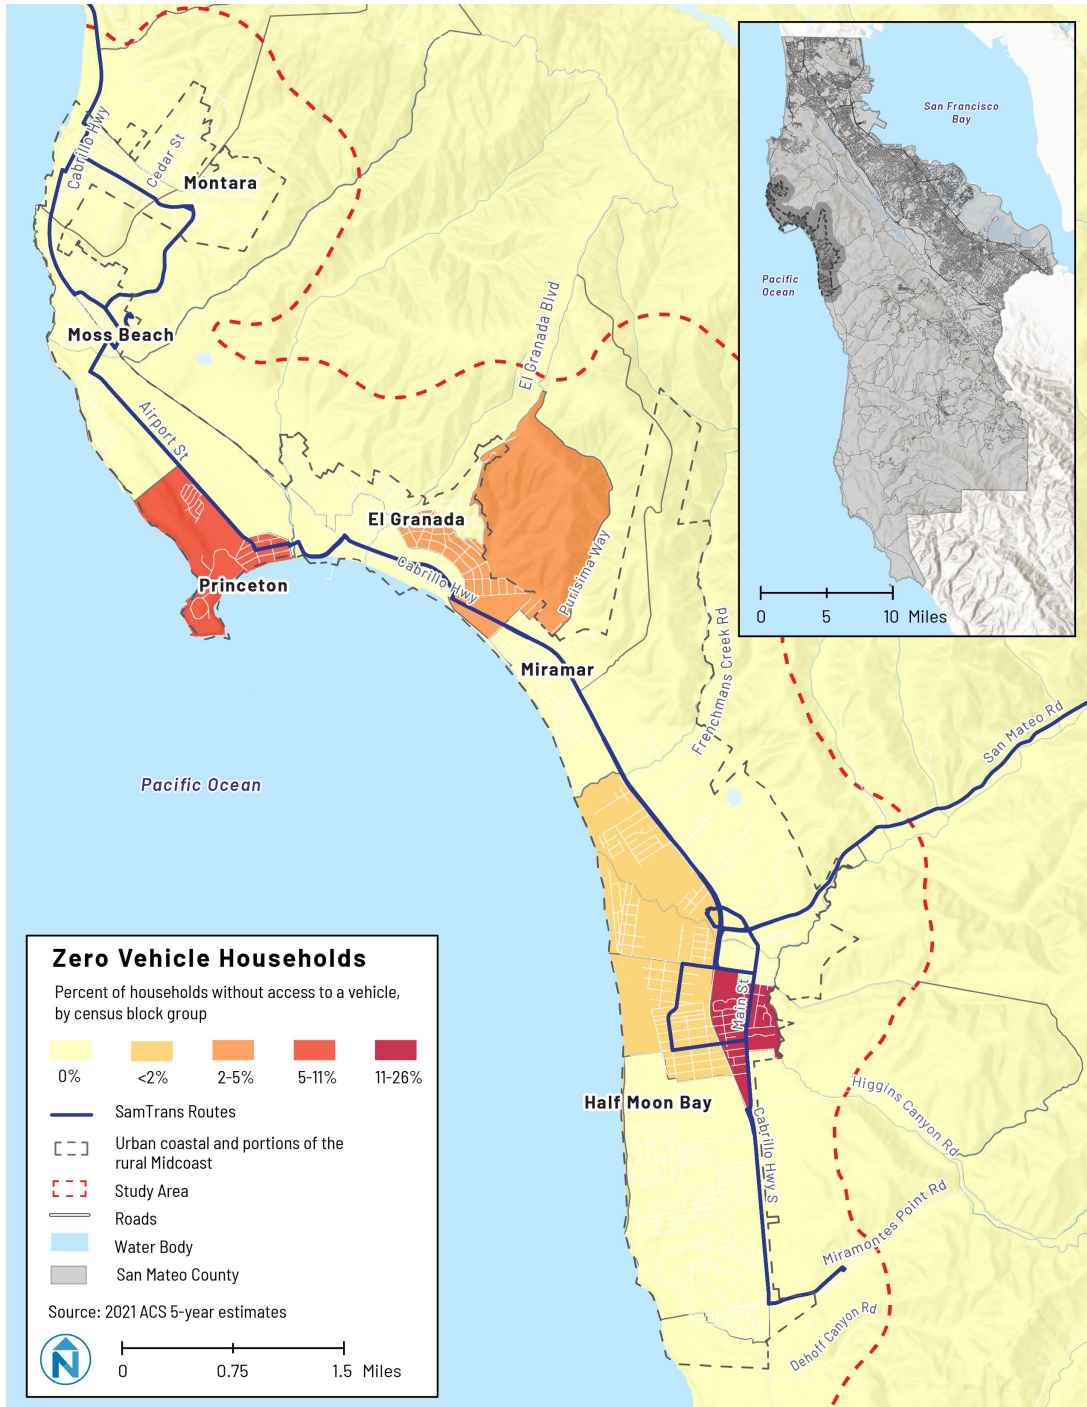 Cabrillo Hwy
Cedar St
Montara
Moss Beach
Airport St
El Granada Blvd
El Granada
Princeton
Cabrillo Hwy
Purisima Way
Miramar
Frenchmans Creek Rd
San Mateo Rd
Pacific Ocean
Main St
Half Moon Bay
Cabrillo Hwy S
Higgins Canyon Rd
Miramontes Point Rd
Dehoff Canyon Rd
San Francisco
Bay
Pacific
Ocean
0 5 10 Miles
Zero Vehicle Households
Percent of households without access to a vehicle,
by census block group
0% <2% 2-5% 5-11% 11-26%
SamTrans Routes
Urban coastal and portions of the
rural Midcoast
Study Area
Roads
Water Body
San Mateo County
Source: 2021 ACS 5-year estimates
N
0 0.75 1.5 Miles